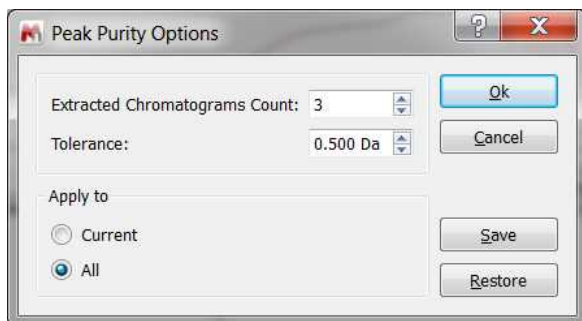 Peak Purity Options
Extracted Chromatograms Count: 3
Tolerance: 0.500 Da
Apply to
Current
All
Ok
Cancel
Save
Restore